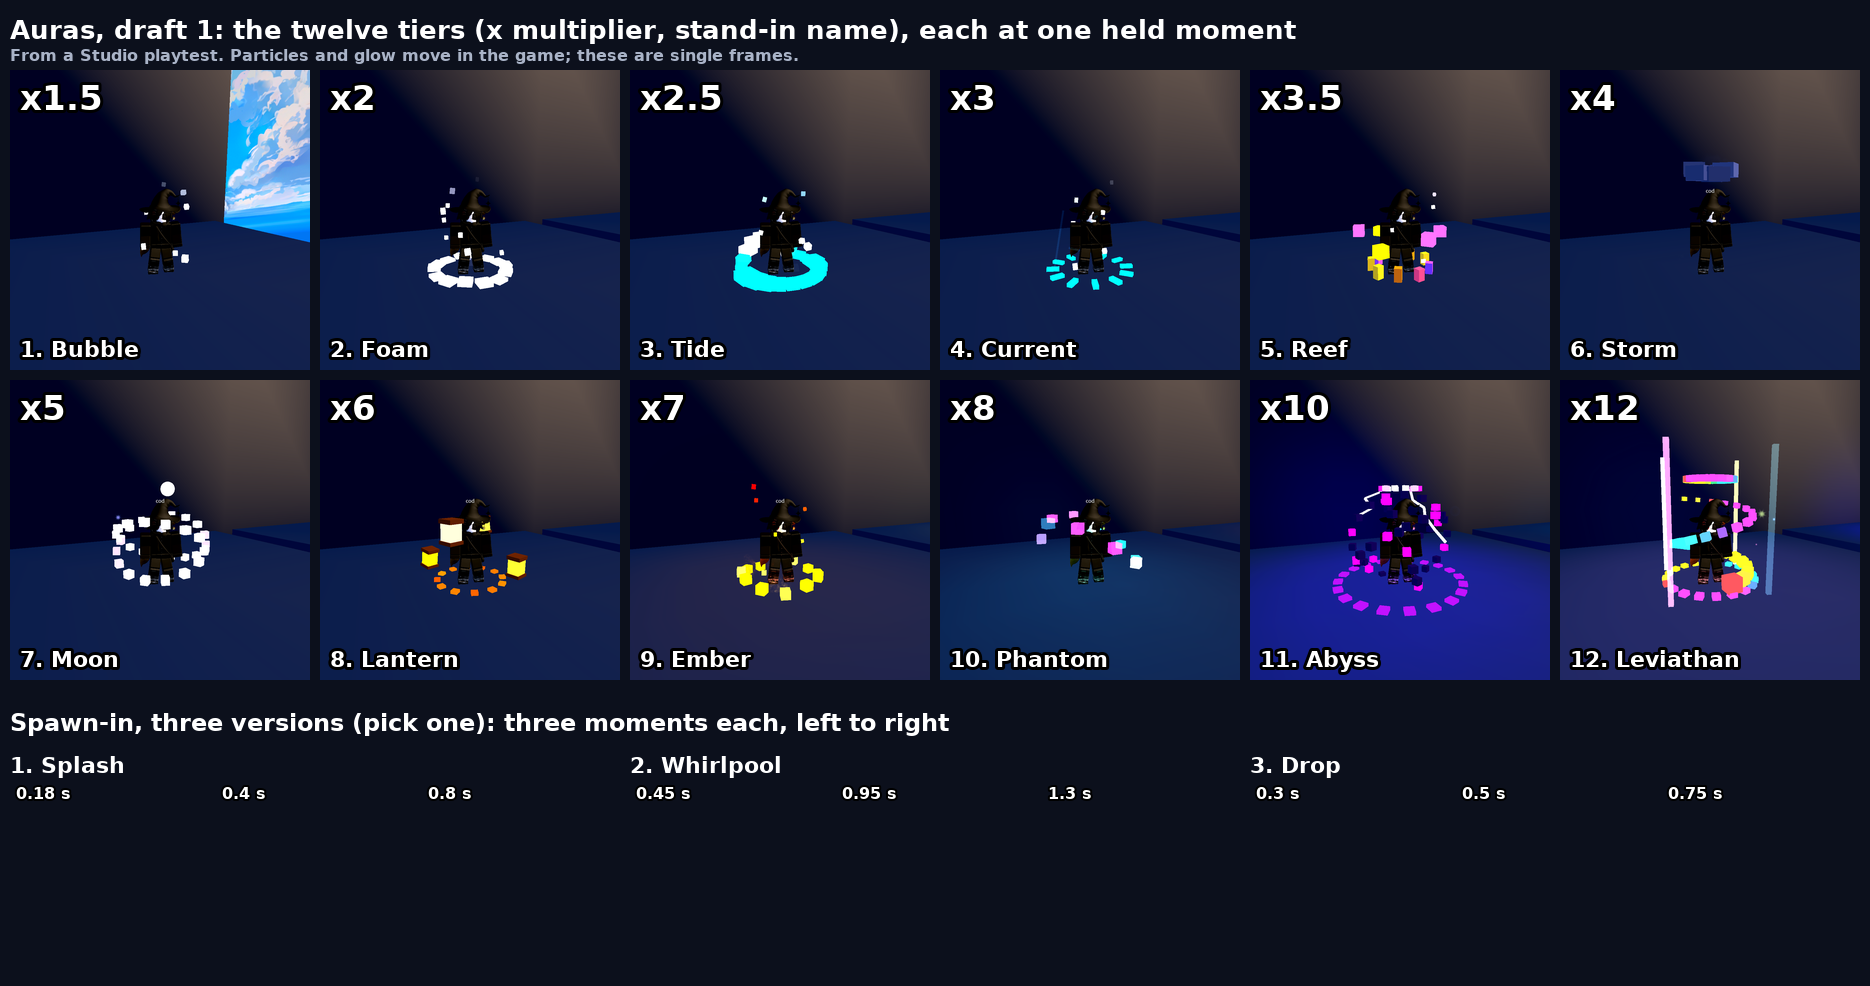 Auras, draft 1: the twelve tiers (x multiplier, stand-in name), each at one held moment
From a Studio playtest. Particles and glow move in the game; these are single frames.
x1.5
x2
x2.5
x3
x3.5
x4
cod
1. Bubble
2. Foam
3. Tide
4. Current
5. Reef
6. Storm
x5
x6
x7
x8
x10
x12
cod
cod
cod
cod
7. Moon
8. Lantern
9. Ember
10. Phantom
11. Abyss
12. Leviathan
Spawn-in, three versions (pick one): three moments each, left to right
1. Splash
2. Whirlpool
3. Drop
0.18 s
0.4 s
0.8 s
0.45 s
0.95 s
1.3 s
0.3 s
0.5 s
0.75 s